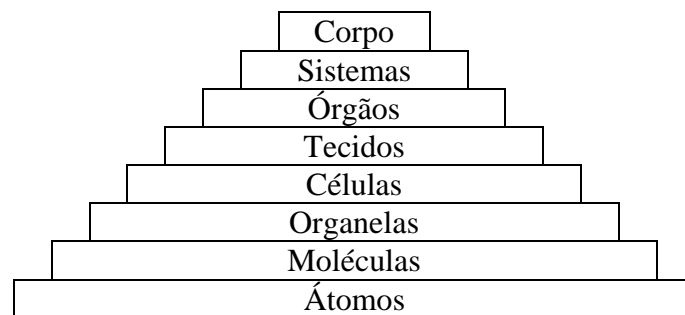 Corpo
Sistemas
Órgãos
Tecidos
Células
Organelas
Moléculas
Átomos